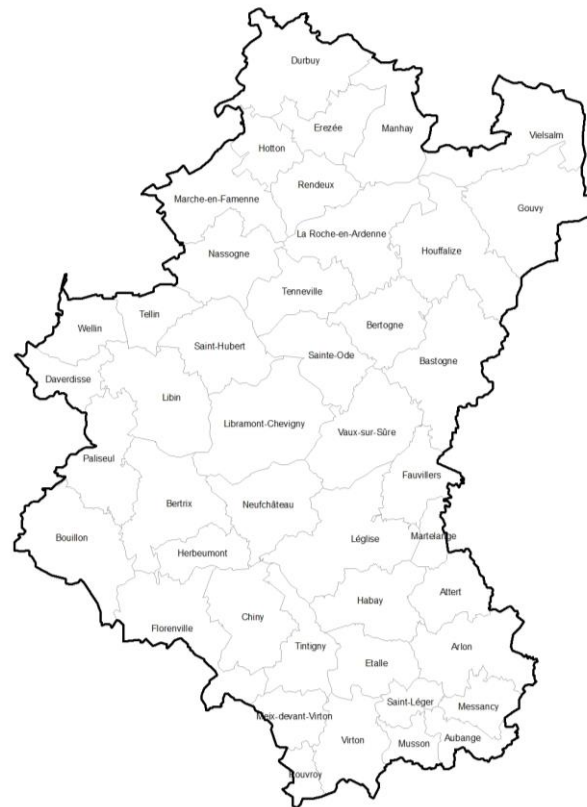 Durbuy
Erezée
Manhay
Vielsalm
Hotton
Rendeux
Marche-en-Famenne
Gouvy
La Roche-en-Ardenne
Nassogne
Houffalize
Tenneville
Tellin
Wellin
Bertogne
Saint-Hubert
Sainte-Ode
Bastogne
Daverdisse
Libin
Libramont-Chevigny
Vaux-sur-Sûre
Paliseul
Fauvillers
Bertrix
Neufchâteau
Bouillon
Martelange
Léglise
Herbeumont
Attert
Habay
Chiny
Florenville
Tintigny
Arlon
Etalle
Saint-Léger
Messancy
Meix-devant-Virton
Virton
Musson
Aubange
Rouvroy